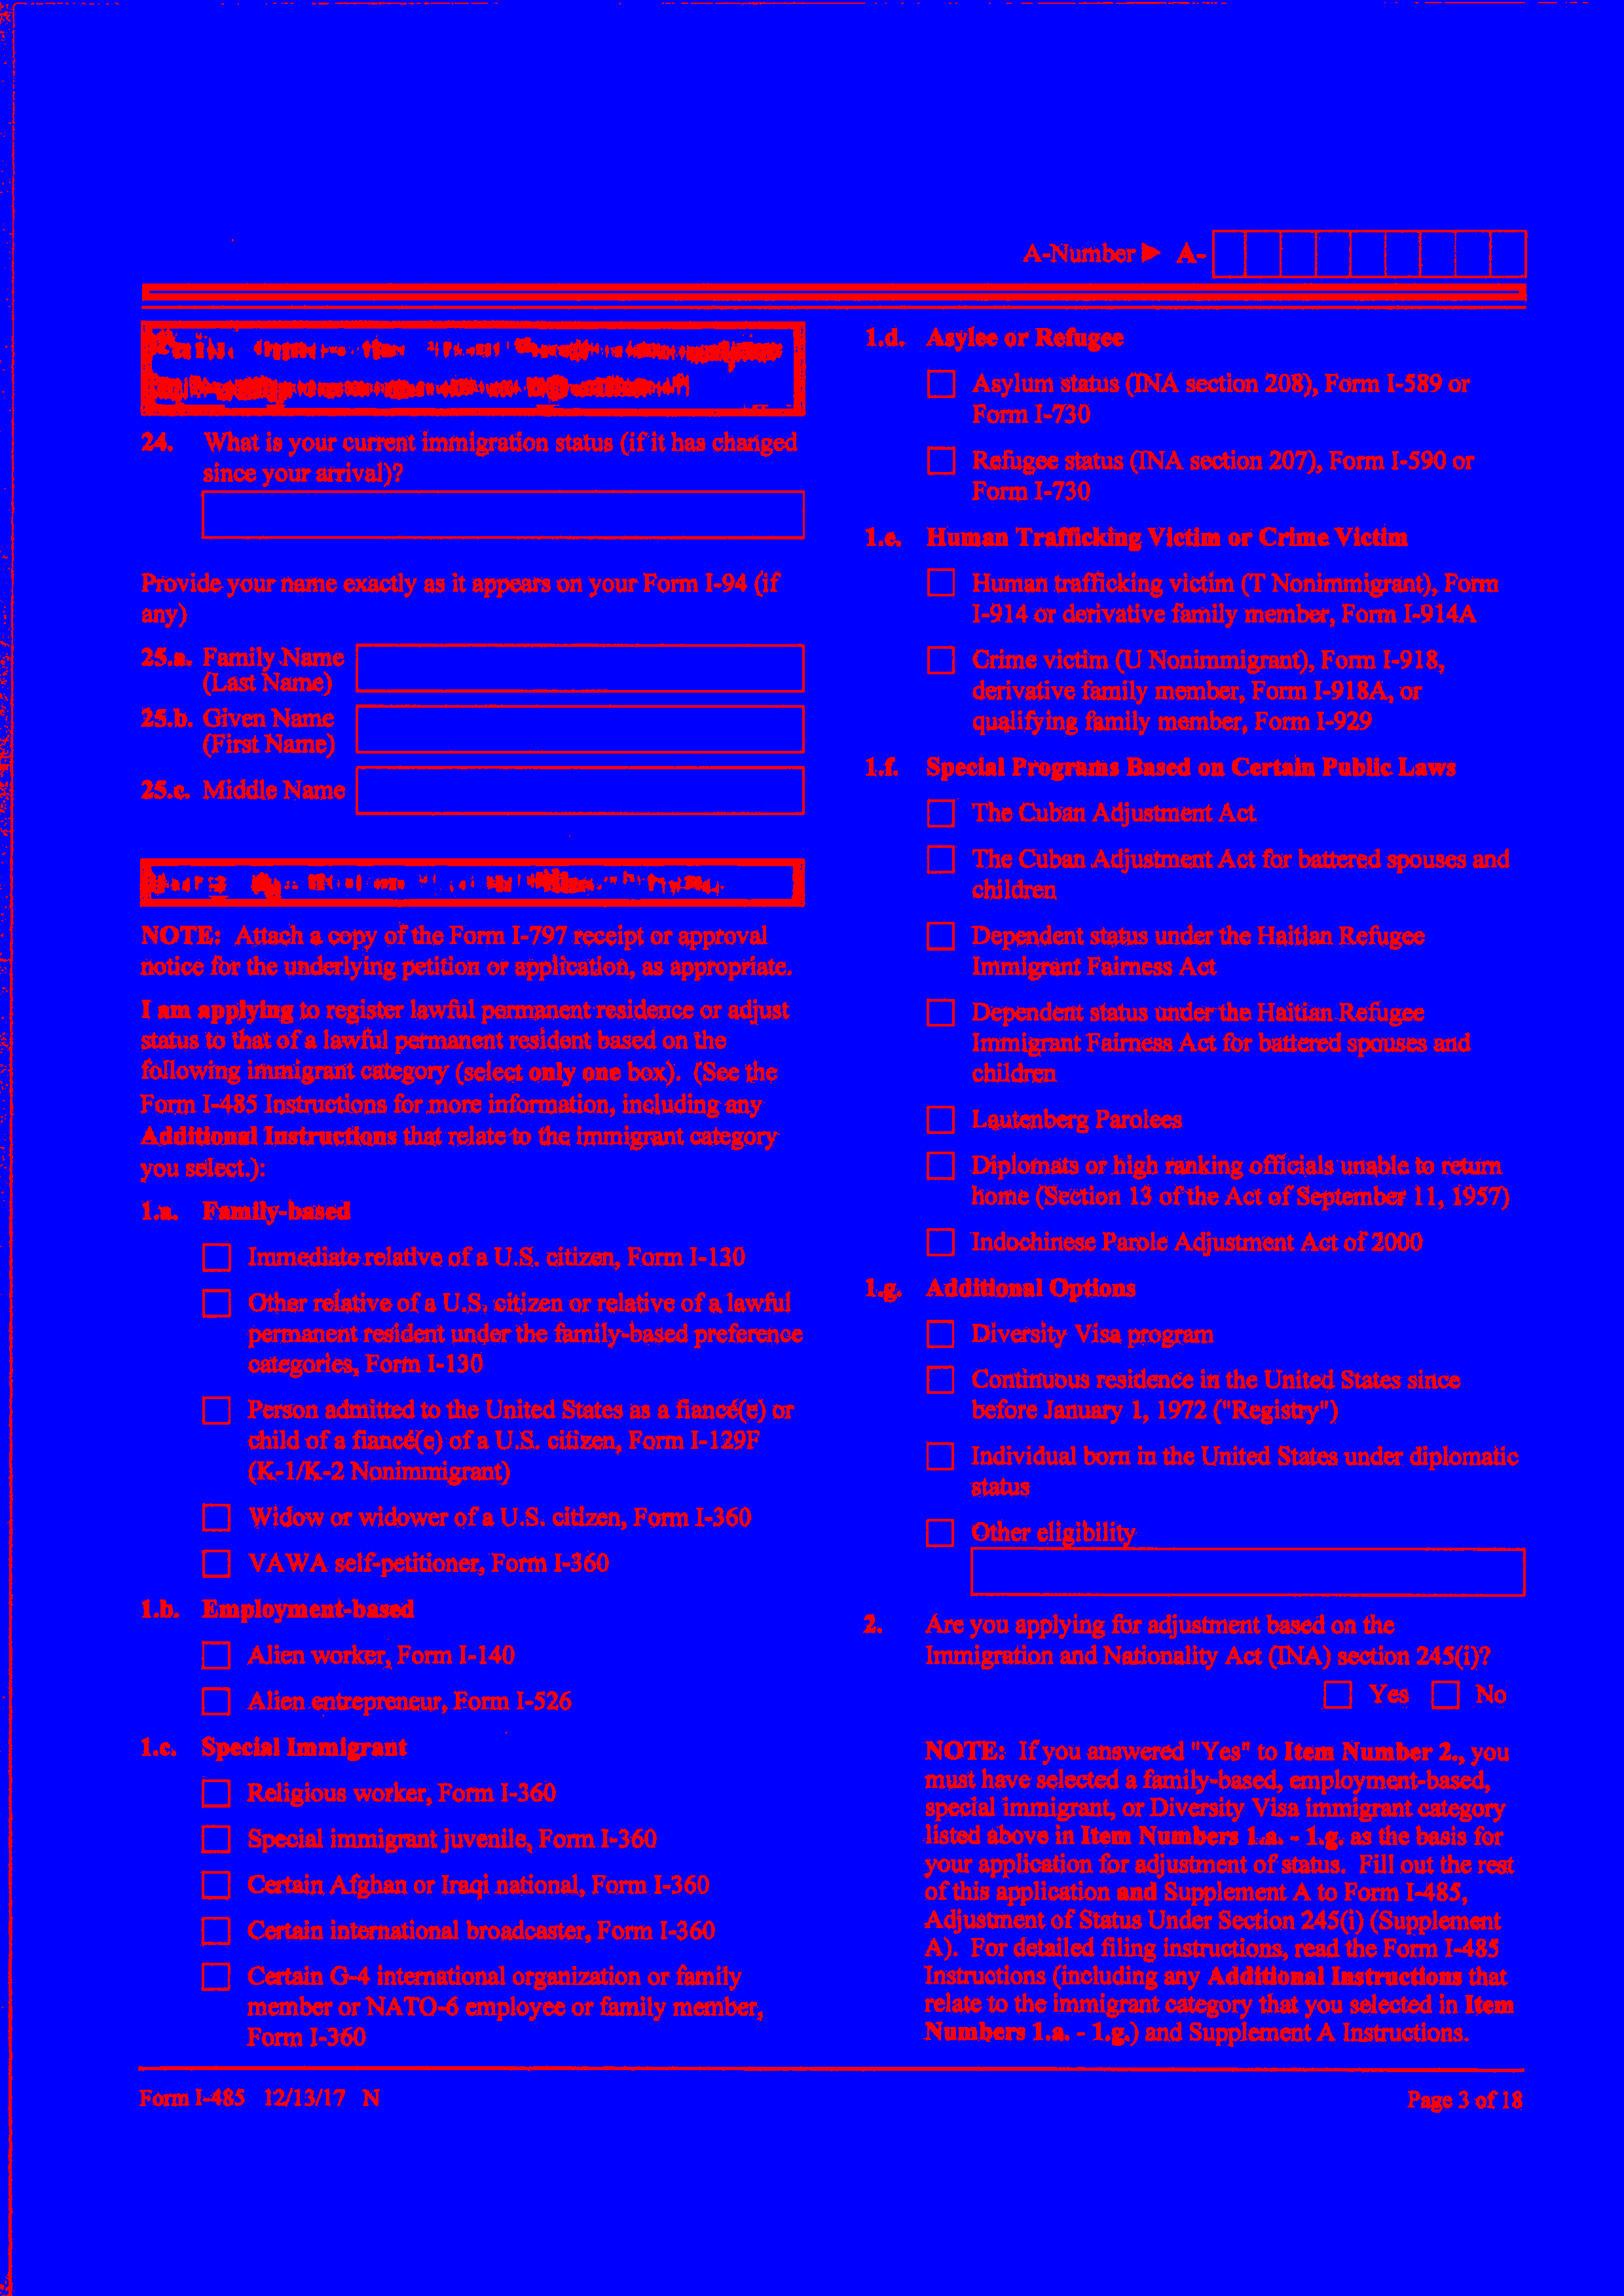 A-Number ► A-
24. What is your current immigration status (if it has changed
since your arrival)?
Provide your name exactly as it appears on your Form I-94 (if
any)
25.a. Family Name
(Last Name)
25.b. Given Name
(First Name)
25.c. Middle Name
NOTE: Attach a copy of the Form I-797 receipt or approval
notice for the underlying petition or application, as appropriate.
I am applying to register lawful permanent residence or adjust
status to that of a lawful permanent resident based on the
following immigrant category (select only one box). (See the
Form I-485 Instructions for more information, including any
Additional Instructions that relate to the immigrant category
you select.):
1.a. Family-based
Immediate relative of a U.S. citizen, Form I-130
Other relative of a U.S. citizen or relative of a lawful
permanent resident under the family-based preference
categories, Form I-130
Person admitted to the United States as a fiancé(e) or
child of a fiancé(e) of a U.S. citizen, Form I-129F
(K-1/K-2 Nonimmigrant)
Widow or widower of a U.S. citizen, Form I-360
VAWA self-petitioner, Form I-360
1.b. Employment-based
Alien worker, Form I-140
Alien entrepreneur, Form I-526
1.c. Special Immigrant
Religious worker, Form I-360
Special immigrant juvenile, Form I-360
Certain Afghan or Iraqi national, Form I-360
Certain international broadcaster, Form I-360
Certain G-4 international organization or family
member or NATO-6 employee or family member,
Form I-360
1.d. Asylee or Refugee
Asylum status (INA section 208), Form I-589 or
Form I-730
Refugee status (INA section 207), Form I-590 or
Form I-730
1.e. Human Trafficking Victim or Crime Victim
Human trafficking victim (T Nonimmigrant), Form
I-914 or derivative family member, Form I-914A
Crime victim (U Nonimmigrant), Form I-918,
derivative family member, Form I-918A, or
qualifying family member, Form I-929
1.f. Special Programs Based on Certain Public Laws
The Cuban Adjustment Act
The Cuban Adjustment Act for battered spouses and
children
Dependent status under the Haitian Refugee
Immigrant Fairness Act
Dependent status under the Haitian Refugee
Immigrant Fairness Act for battered spouses and
children
Lautenberg Parolees
Diplomats or high ranking officials unable to return
home (Section 13 of the Act of September 11, 1957)
Indochinese Parole Adjustment Act of 2000
1.g. Additional Options
Diversity Visa program
Continuous residence in the United States since
before January 1, 1972 ("Registry")
Individual born in the United States under diplomatic
status
Other eligibility
2. Are you applying for adjustment based on the
Immigration and Nationality Act (INA) section 245(i)?
Yes No
NOTE: If you answered "Yes" to Item Number 2., you
must have selected a family-based, employment-based,
special immigrant, or Diversity Visa immigrant category
listed above in Item Numbers 1.a. - 1.g. as the basis for
your application for adjustment of status. Fill out the rest
of this application and Supplement A to Form I-485,
Adjustment of Status Under Section 245(i) (Supplement
A). For detailed filing instructions, read the Form I-485
Instructions (including any Additional Instructions that
relate to the immigrant category that you selected in Item
Numbers 1.a. - 1.g.) and Supplement A Instructions.
Form I-485 12/13/17 N
Page 3 of 18